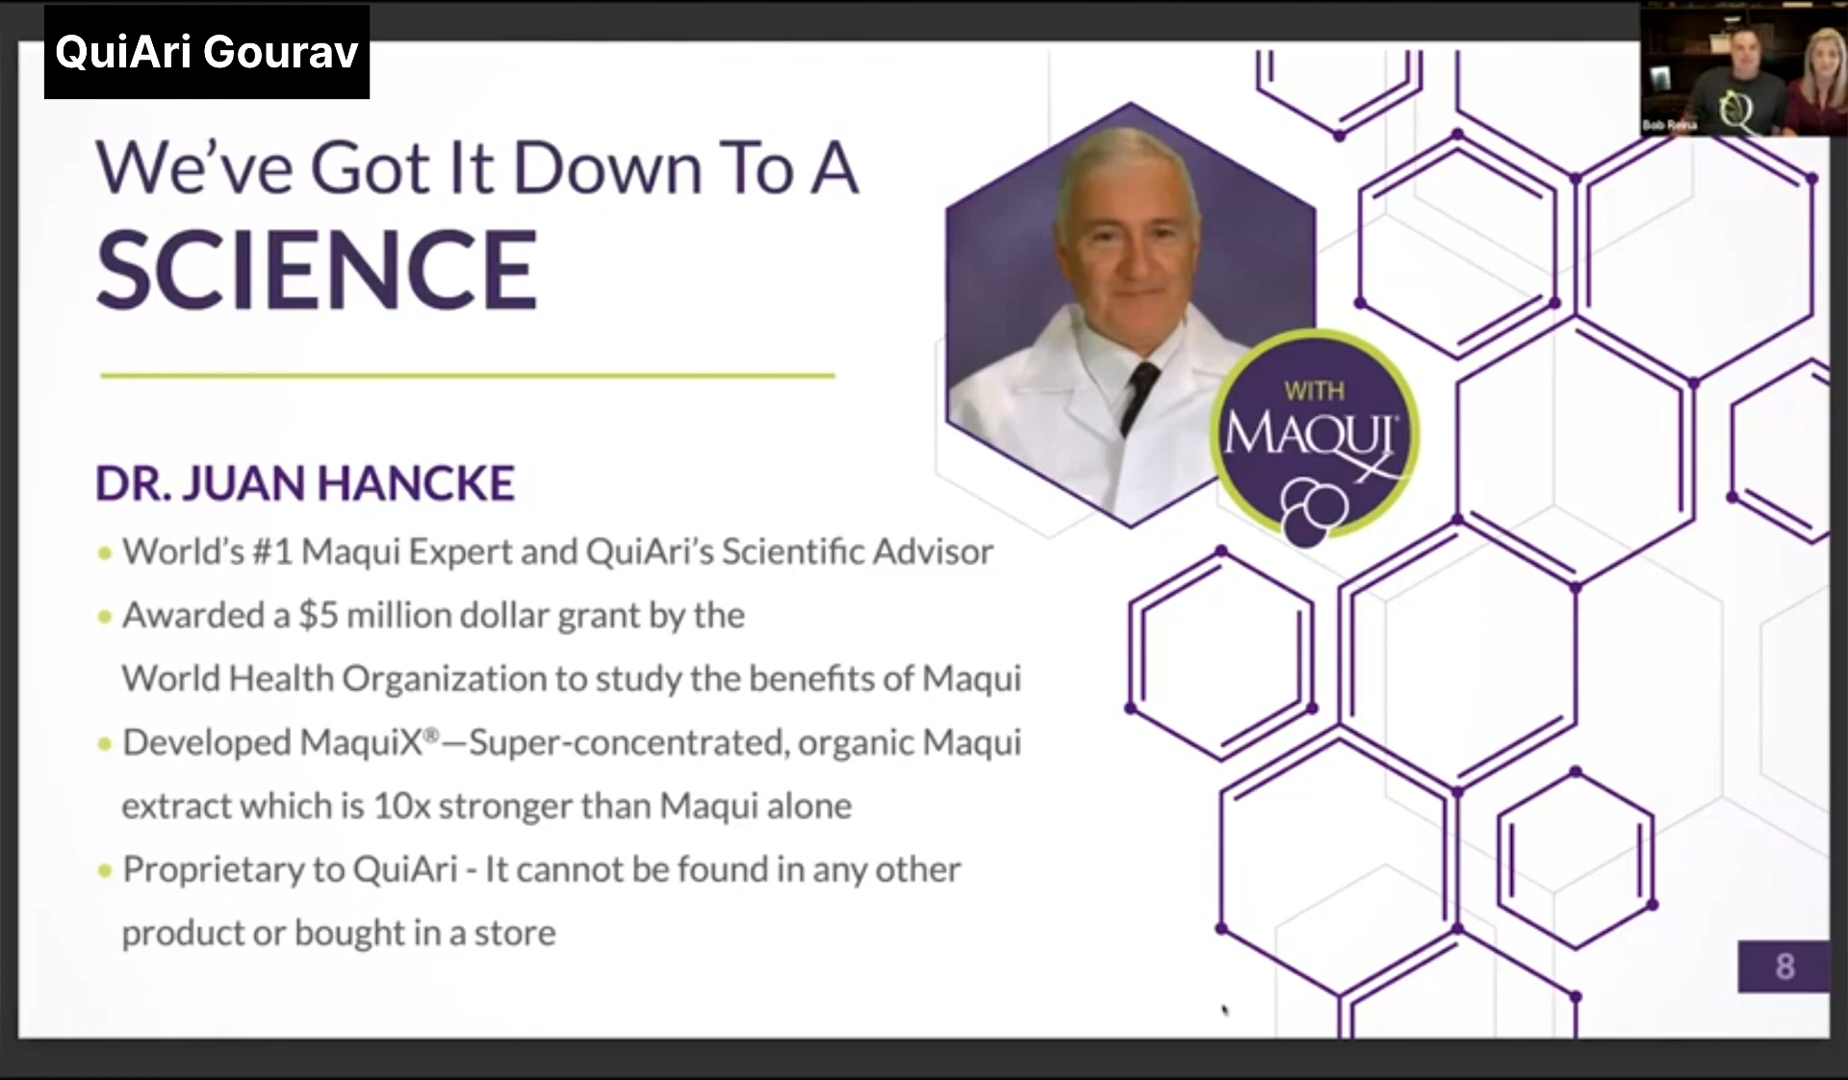 QuiAri Gourav
Bob Reina
We've Got It Down To A
SCIENCE
WITH
MAQUIX®
DR. JUAN HANCKE
• World's #1 Maqui Expert and QuiAri's Scientific Advisor
• Awarded a $5 million dollar grant by the
World Health Organization to study the benefits of Maqui
• Developed MaquiX®—Super-concentrated, organic Maqui
extract which is 10x stronger than Maqui alone
• Proprietary to QuiAri - It cannot be found in any other
product or bought in a store
8